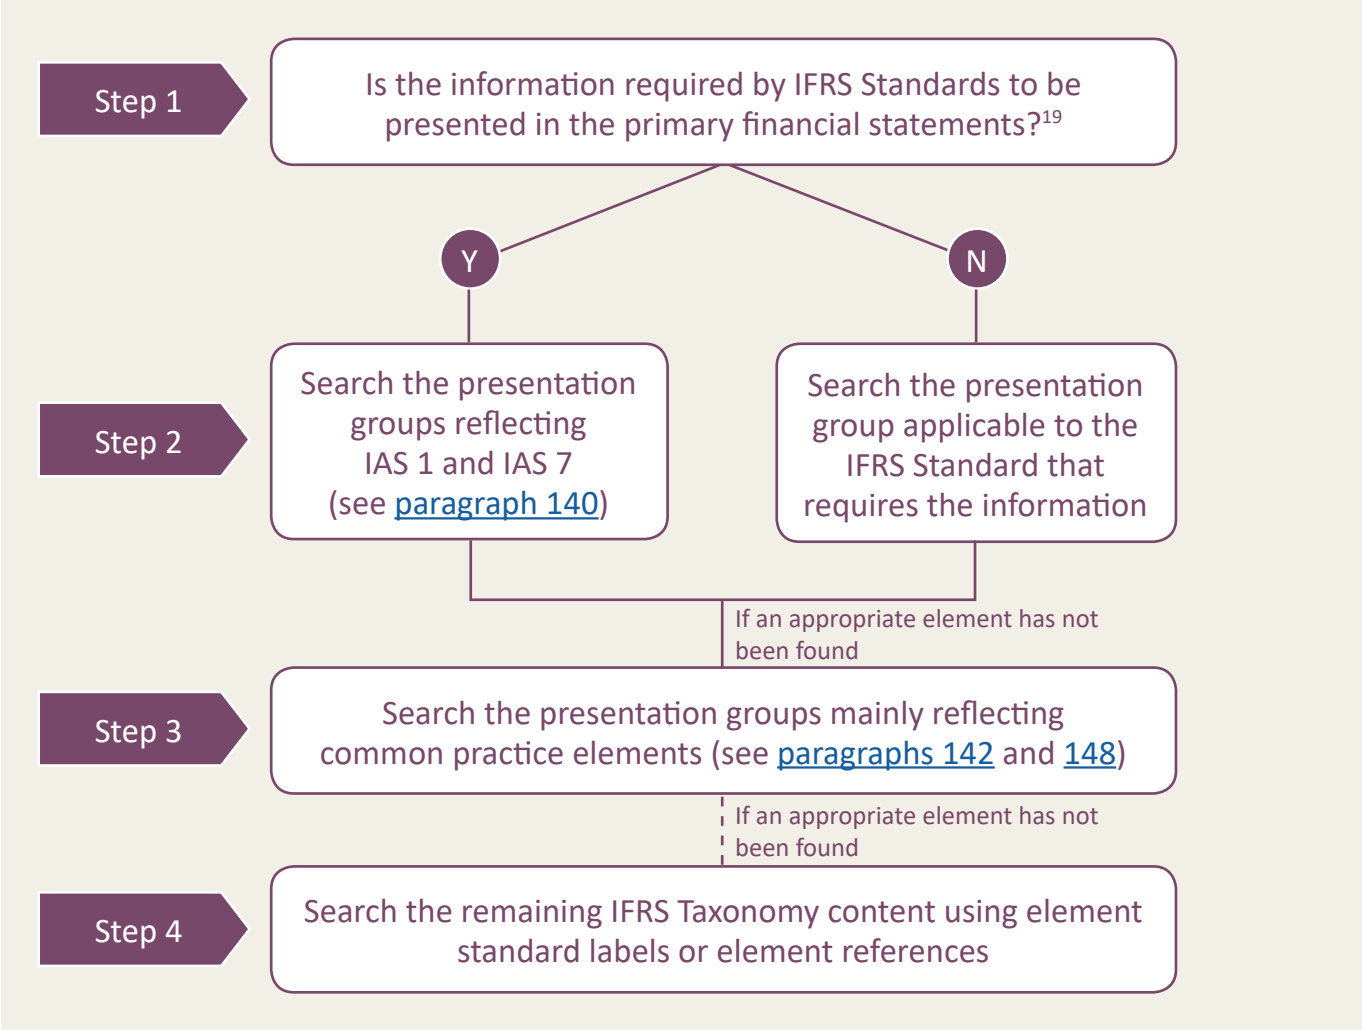 Step 1
Is the information required by IFRS Standards to be
presented in the primary financial statements?19
Y
N
Step 2
Search the presentation
groups reflecting
IAS 1 and IAS 7
(see paragraph 140)
Search the presentation
group applicable to the
IFRS Standard that
requires the information
If an appropriate element has not
been found
Step 3
Search the presentation groups mainly reflecting
common practice elements (see paragraphs 142 and 148)
If an appropriate element has not
been found
Step 4
Search the remaining IFRS Taxonomy content using element
standard labels or element references